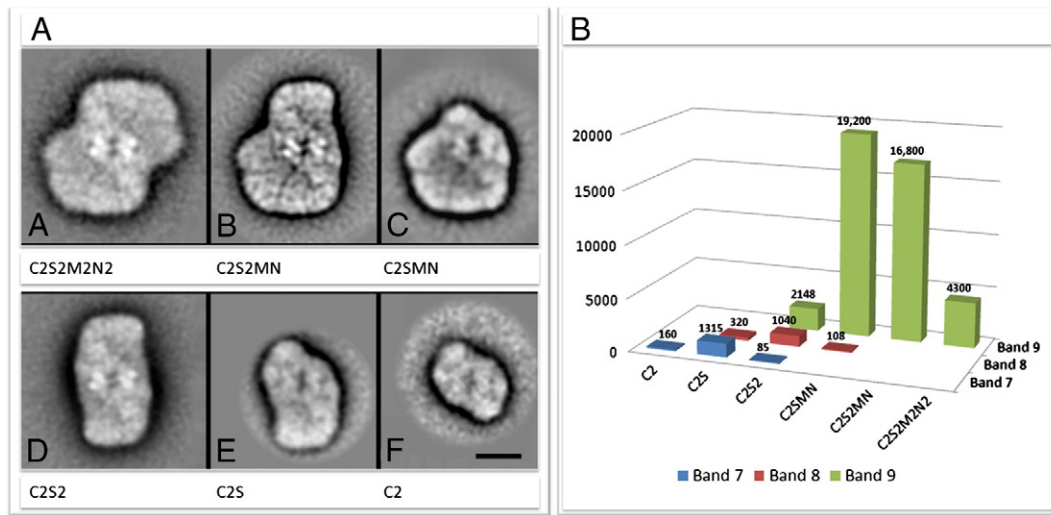 A
B
A
B
C
C2S2M2N2
C2S2MN
C2SMN
D
E
F
C2S2
C2S
C2
20000
15000
10000
5000
0
160
1315
85
320
1040
108
2148
19,200
16,800
4300
C2
C2S
C2S2
C2SMN
C2S2MN
C2S2M2N2
Band 9
Band 8
Band 7
Band 7
Band 8
Band 9